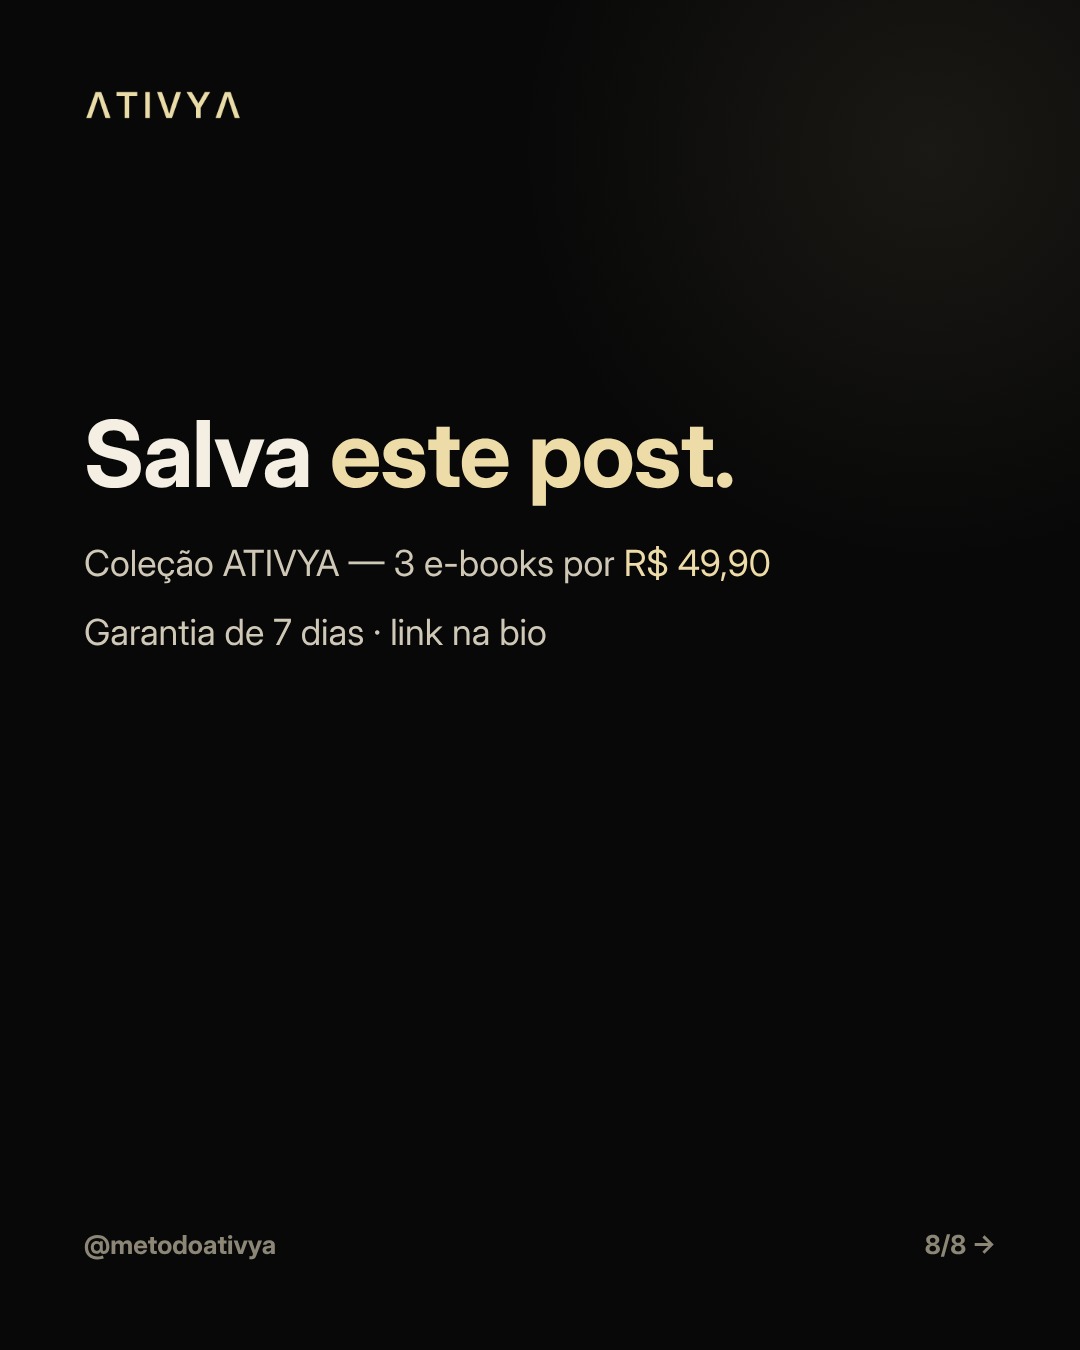 ATIVYA
Salva este post.
Coleção ATIVYA — 3 e-books por R$ 49,90
Garantia de 7 dias · link na bio
@metodoativya
8/8 →